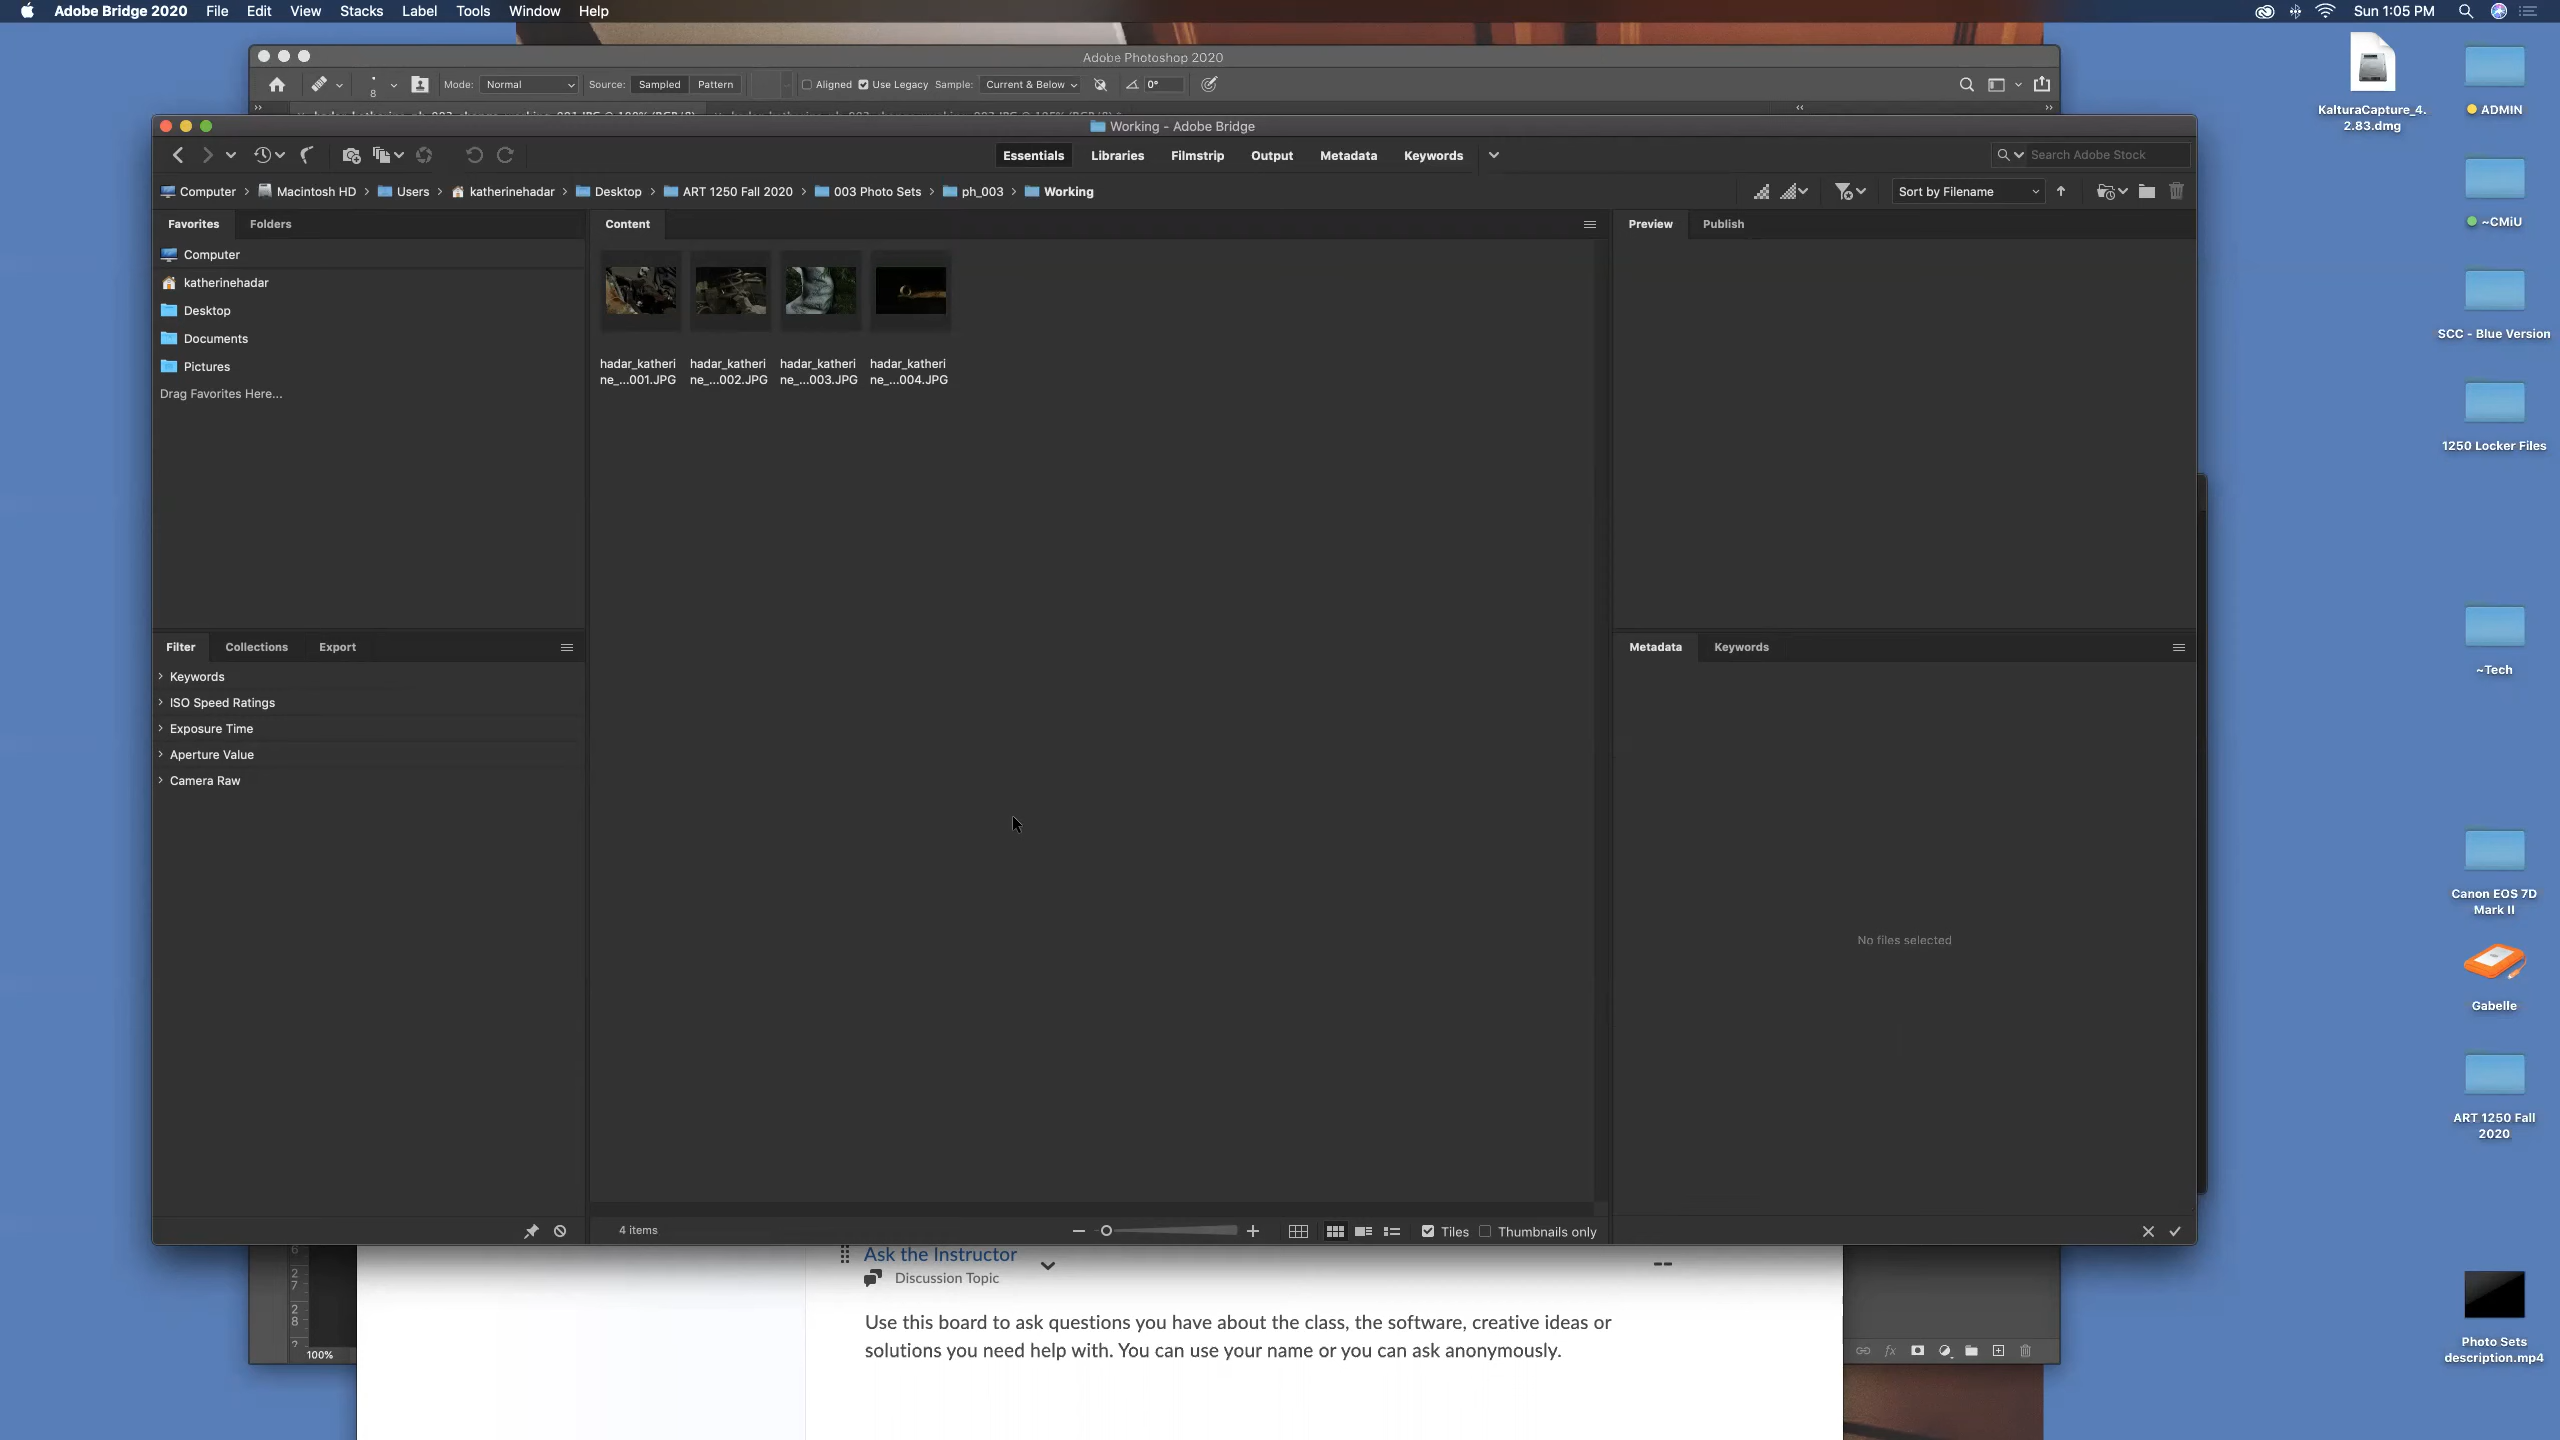 Adobe Bridge 2020 File Edit View Stacks Label Tools Window Help Sun 1:05 PM
Adobe Photoshop 2020
8 Mode: Normal Source: Sampled Pattern Aligned Use Legacy Sample: Current & Below 0°
Working - Adobe Bridge
Essentials Libraries Filmstrip Output Metadata Keywords Search Adobe Stock
Computer Macintosh HD Users katherinehadar Desktop ART 1250 Fall 2020 003 Photo Sets ph_003 Working Sort by Filename
Favorites Folders
Computer
katherinehadar
Desktop
Documents
Pictures
Drag Favorites Here...
Content
hadar_katheri
ne_...001.JPG
hadar_katheri
ne_...002.JPG
hadar_katheri
ne_...003.JPG
hadar_katheri
ne_...004.JPG
Preview Publish
Filter Collections Export
Keywords
ISO Speed Ratings
Exposure Time
Aperture Value
Camera Raw
Metadata Keywords
No files selected
4 items Tiles Thumbnails only
Ask the Instructor
Discussion Topic
Use this board to ask questions you have about the class, the software, creative ideas or
solutions you need help with. You can use your name or you can ask anonymously.
6
2
7
2
8
100%
fx
KalturaCapture_4.
2.83.dmg
ADMIN
~CMiU
SCC - Blue Version
1250 Locker Files
~Tech
Canon EOS 7D
Mark II
Gabelle
ART 1250 Fall
2020
Photo Sets
description.mp4